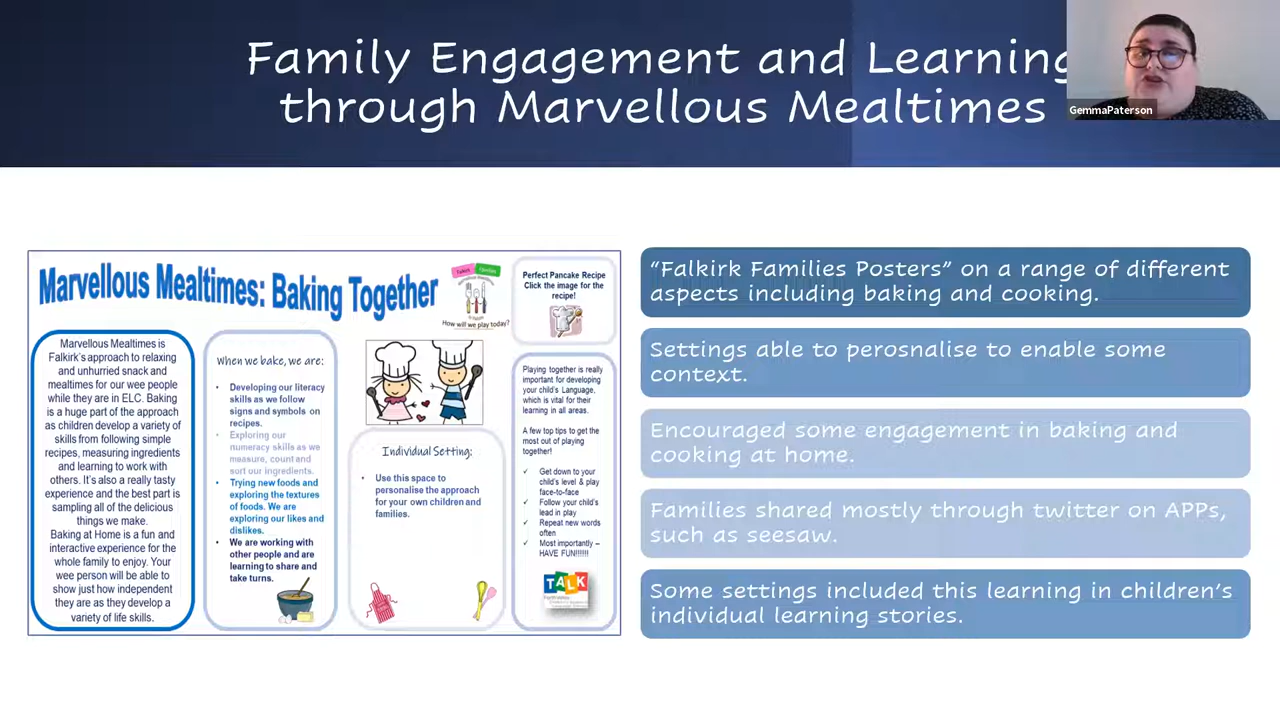 Family Engagement and Learning
through Marvellous Mealtimes
GemmaPaterson
Marvellous Mealtimes: Baking Together
How will we play today?
Perfect Pancake Recipe
Click the image for the
recipe!
Marvellous Mealtimes is
Falkirk's approach to relaxing
and unhurried snack and
mealtimes for our wee people
while they are in ELC. Baking
is a huge part of the approach
as children develop a variety of
skills from following simple
recipes, measuring ingredients
and learning to work with
others. It's also a really tasty
experience and the best part is
sampling all of the delicious
things we make.
Baking at Home is a fun and
interactive experience for the
whole family to enjoy. Your
wee person will be able to
show just how independent
they are as they develop a
variety of life skills.
When we bake, we are:
• Developing our literacy
skills as we follow
signs and symbols on
recipes.
• Exploring our
numeracy skills as we
measure, count and
sort our ingredients.
• Trying new foods and
exploring the textures
of foods. We are
exploring our likes and
dislikes.
• We are working with
other people and are
learning to share and
take turns.
Individual Setting:
• Use this space to
personalise the approach
for your own children and
families.
Playing together is really
important for developing
your child's Language,
which is vital for their
learning in all areas.
A few top tips to get the
most out of playing
together!
✓ Get down to your
child's level & play
face-to-face
✓ Follow your child's
lead in play
✓ Repeat new words
often
✓ Most importantly –
HAVE FUN!!!!!!
TALK
“Falkirk Families Posters” on a range of different
aspects including baking and cooking.
Settings able to perosnalise to enable some
context.
Encouraged some engagement in baking and
cooking at home.
Families shared mostly through twitter on APPs,
such as seesaw.
Some settings included this learning in children's
individual learning stories.